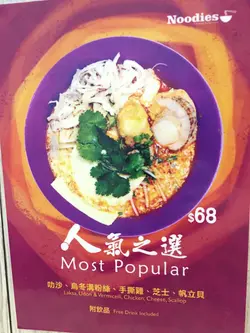 Noodies
$68
人氣之選
Most Popular
叻沙、烏冬溝粉絲、手撕雞、芝士、帆立貝
Laksa, Udon & Vermicelli, Chicken, Cheese, Scallop
附飲品 Free Drink Included